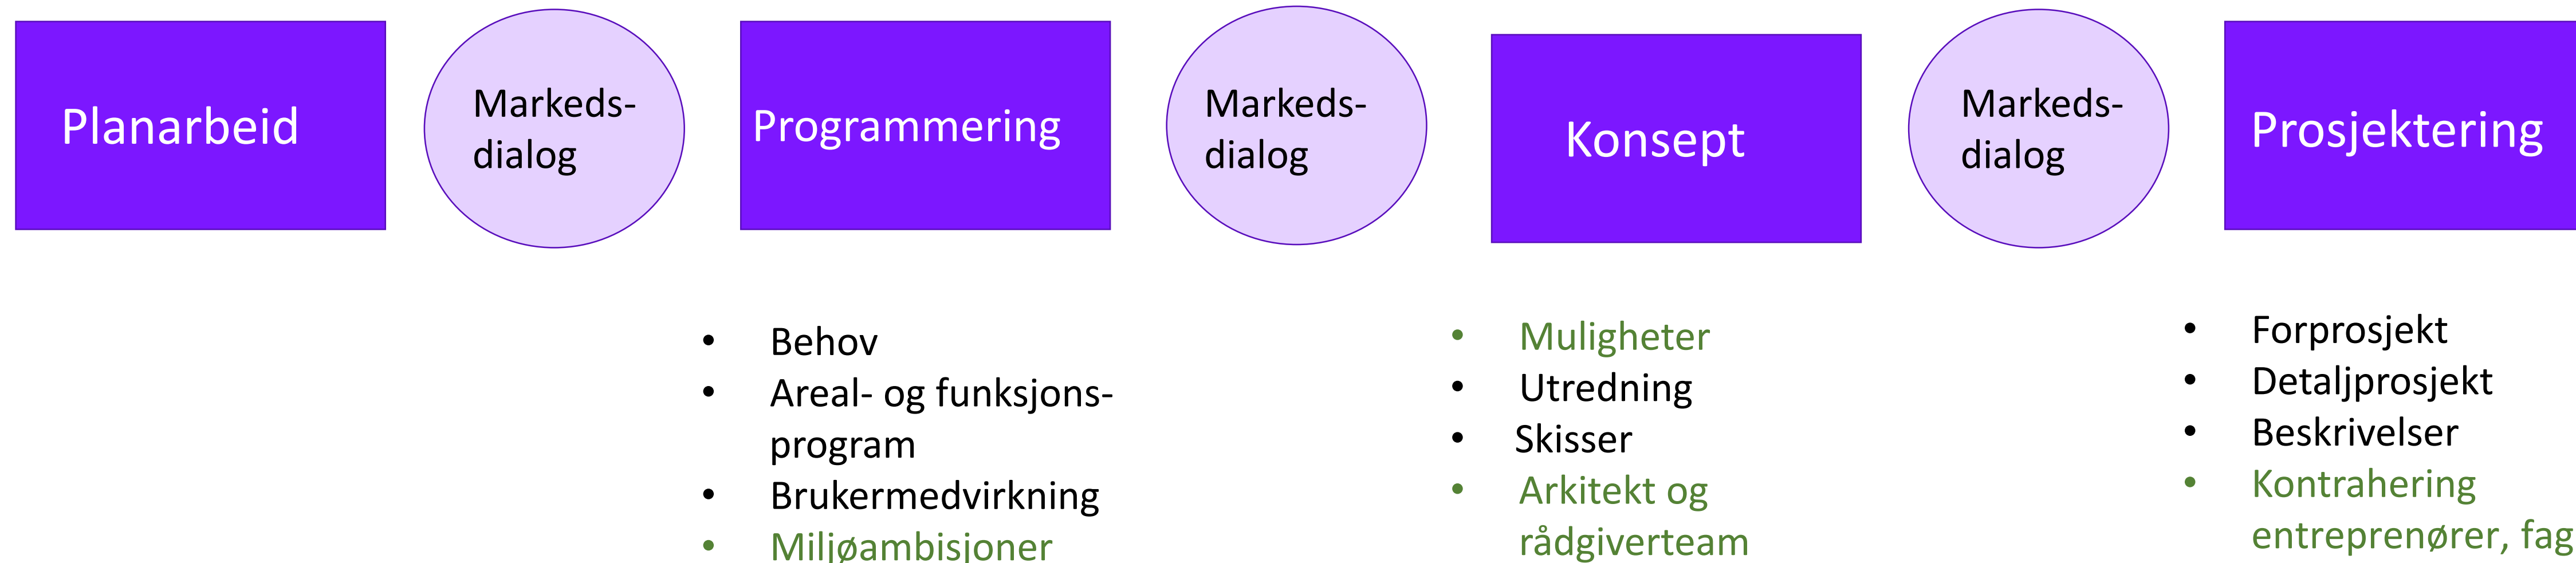 Planarbeid
Markeds-
dialog
Programmering
Markeds-
dialog
Konsept
Markeds-
dialog
Prosjektering
• Behov
• Areal- og funksjons-
program
• Brukermedvirkning
• Miljøambisjoner
• Muligheter
• Utredning
• Skisser
• Arkitekt og
rådgiverteam
• Forprosjekt
• Detaljprosjekt
• Beskrivelser
• Kontrahering
entreprenører, fag